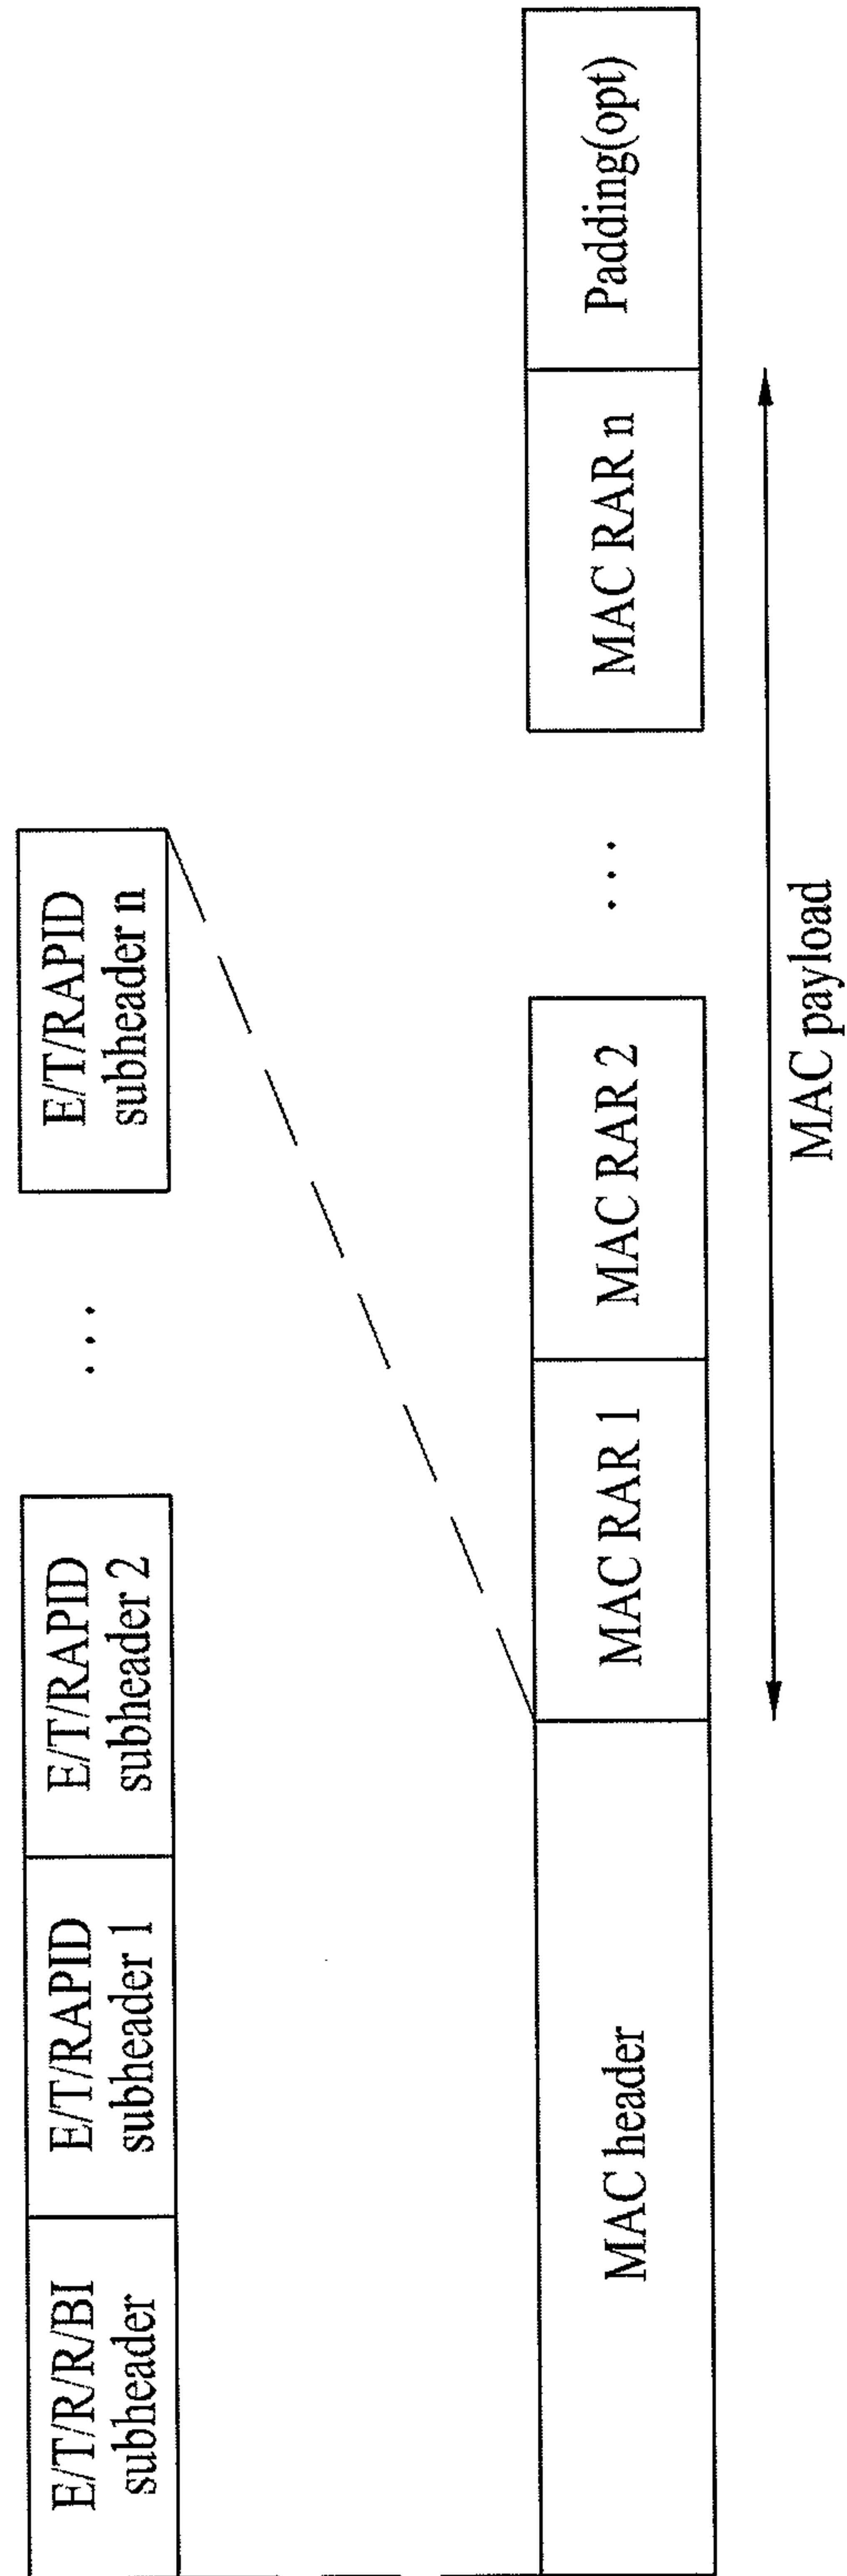 E/T/R/R/BI
subheader
E/T/RAPID
subheader 1
E/T/RAPID
subheader 2
...
E/T/RAPID
subheader n
MAC header
MAC RAR 1
MAC RAR 2
...
MAC RAR n
Padding(opt)
MAC payload